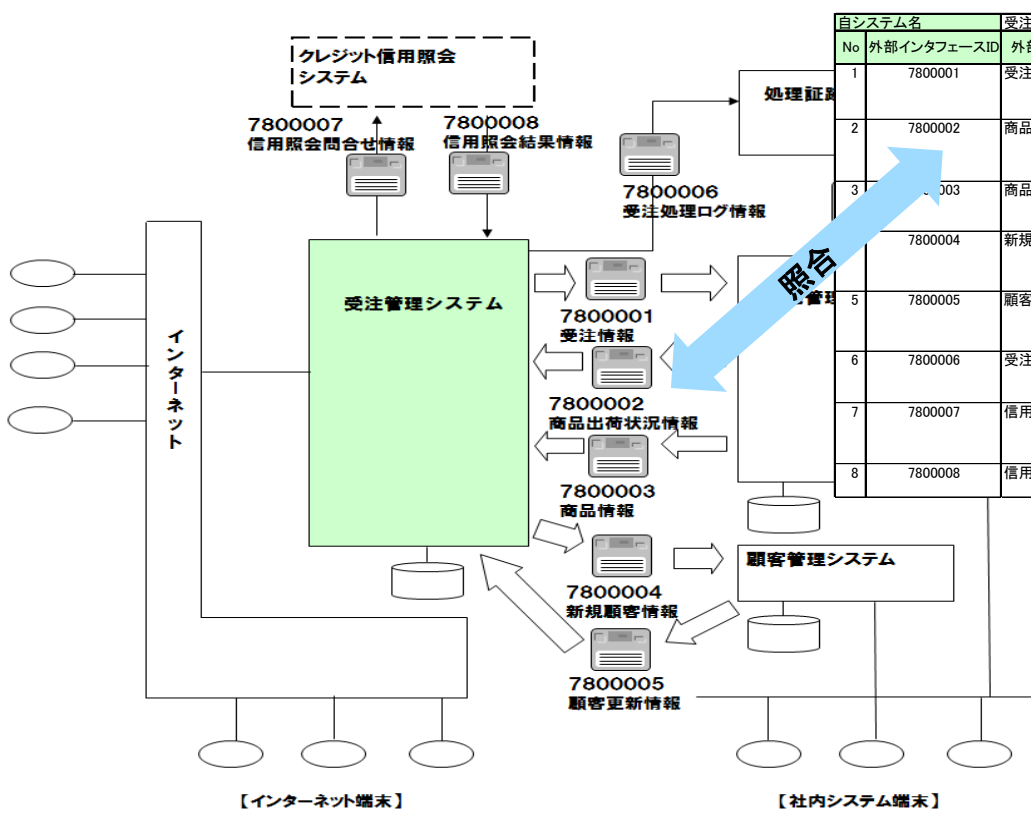 クレジット信用照会
システム
7800007
信用照会問合せ情報
7800008
信用照会結果情報
7800006
受注処理ログ情報
処理証
受注管理システム
7800001
受注情報
7800002
商品出荷状況情報
7800003
商品情報
7800004
新規顧客情報
7800005
顧客更新情報
管理
顧客管理システム
インターネット
【インターネット端末】
【社内システム端末】
照合
自システム名 受注
No 外部インタフェースID 外部
1 7800001 受注
2 7800002 商品
3 003 商品
7800004 新規
5 7800005 顧客
6 7800006 受注
7 7800007 信用
8 7800008 信用